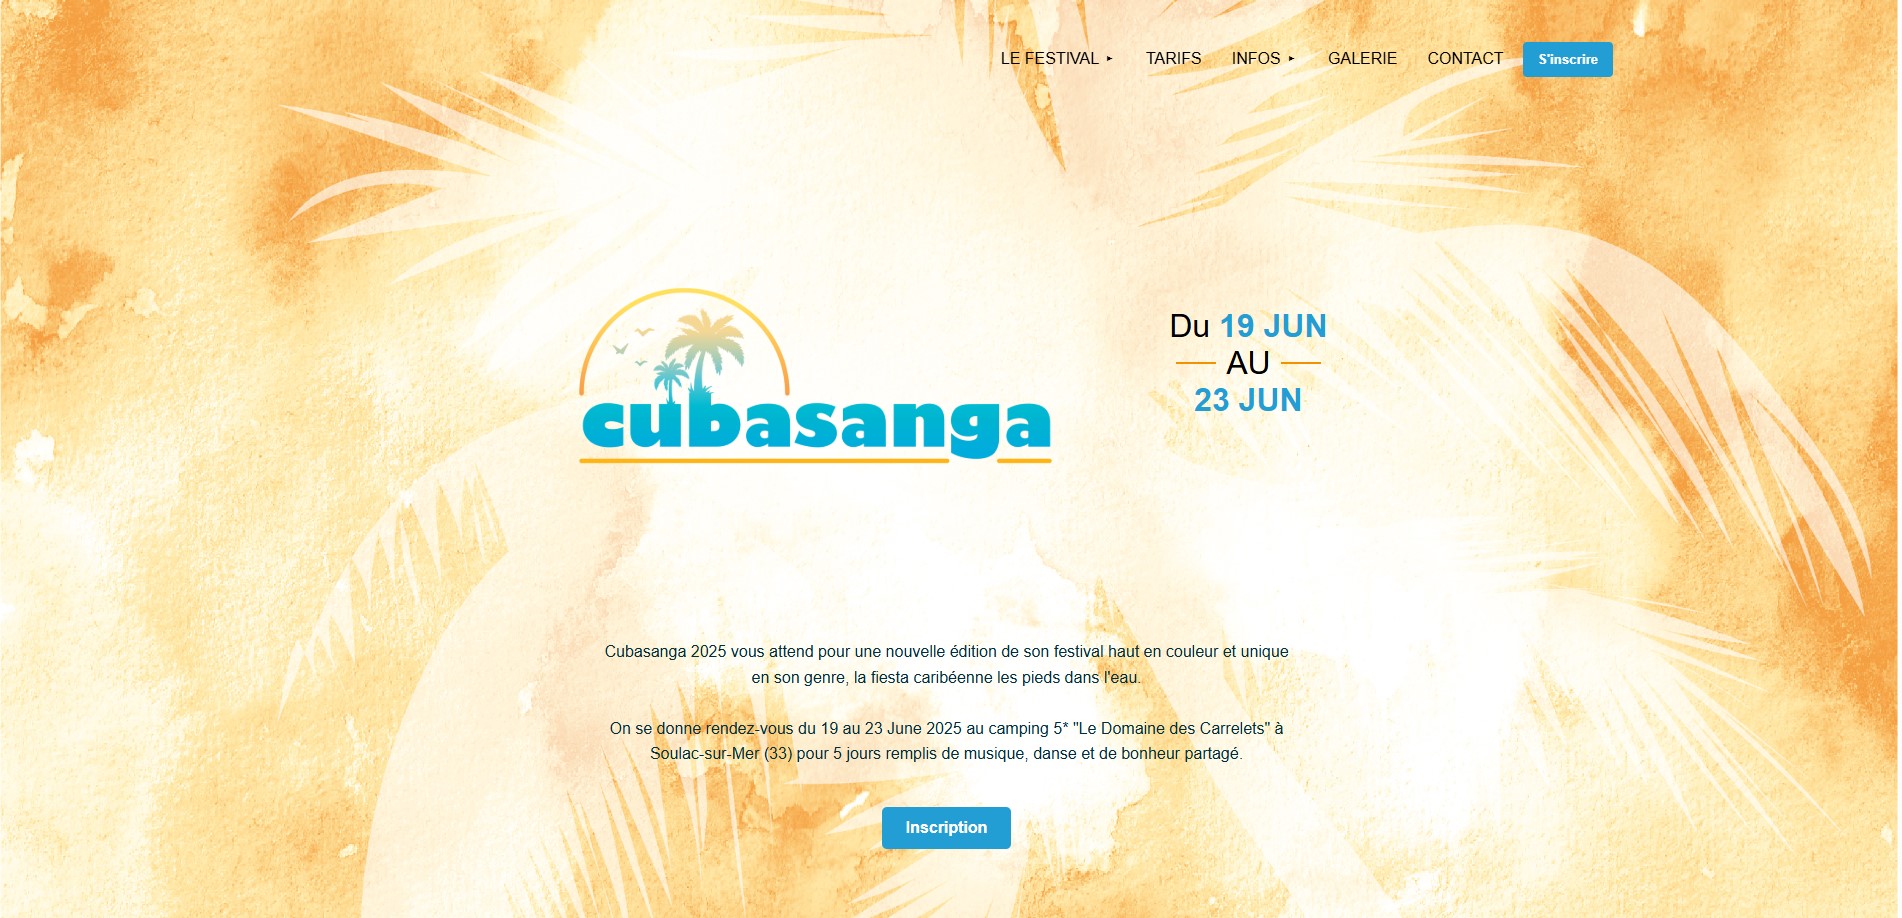 LE FESTIVAL ▸ TARIFS INFOS ▸ GALERIE CONTACT S'inscrire
cubasanga
Du 19 JUN
AU
23 JUN
Cubasanga 2025 vous attend pour une nouvelle édition de son festival haut en couleur et unique
en son genre, la fiesta caribéenne les pieds dans l'eau.
On se donne rendez-vous du 19 au 23 June 2025 au camping 5* "Le Domaine des Carrelets" à
Soulac-sur-Mer (33) pour 5 jours remplis de musique, danse et de bonheur partagé.
Inscription